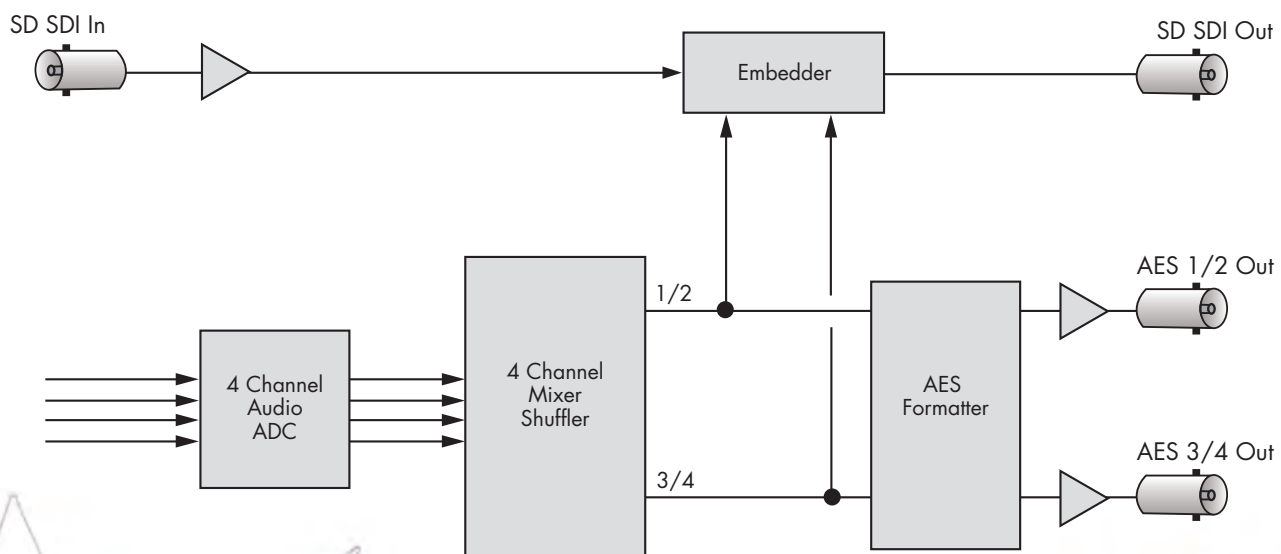 SD SDI In
SD SDI Out
Embedder
AES 1/2 Out
1/2
4 Channel
Audio
ADC
4 Channel
Mixer
Shuffler
AES
Formatter
AES 3/4 Out
3/4